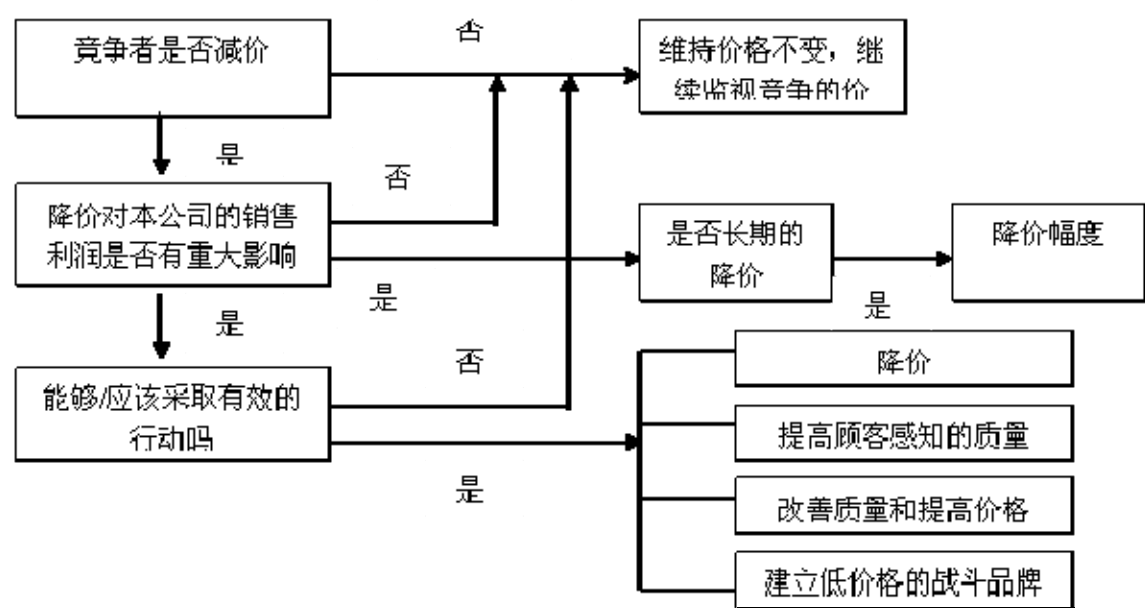 竟争者是否减价
否
维持价格不变，继
续监视竞争的价
是
否
降价对本公司的销售
利润是否有重大影响
是否长期的
降价
降价幅度
是
是
是
否
能够/应该采取有效的
行动吗
降价
提高顾客感知的质量
是
改善质量和提高价格
建立低价格的战斗品牌